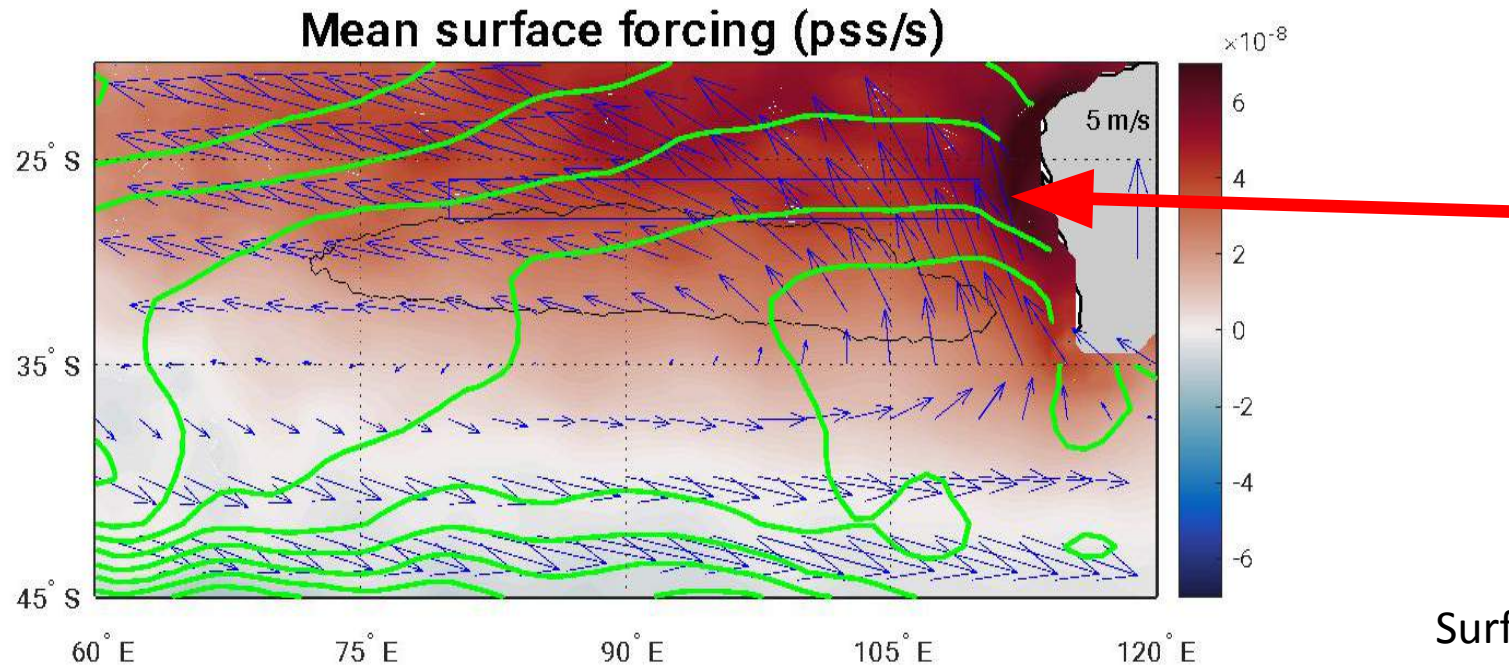 Mean surface forcing (pss/s)
×10⁻⁸
5 m/s
25° S
35° S
45° S
60° E
75° E
90° E
105° E
120° E
6
4
2
0
-2
-4
-6
Surf